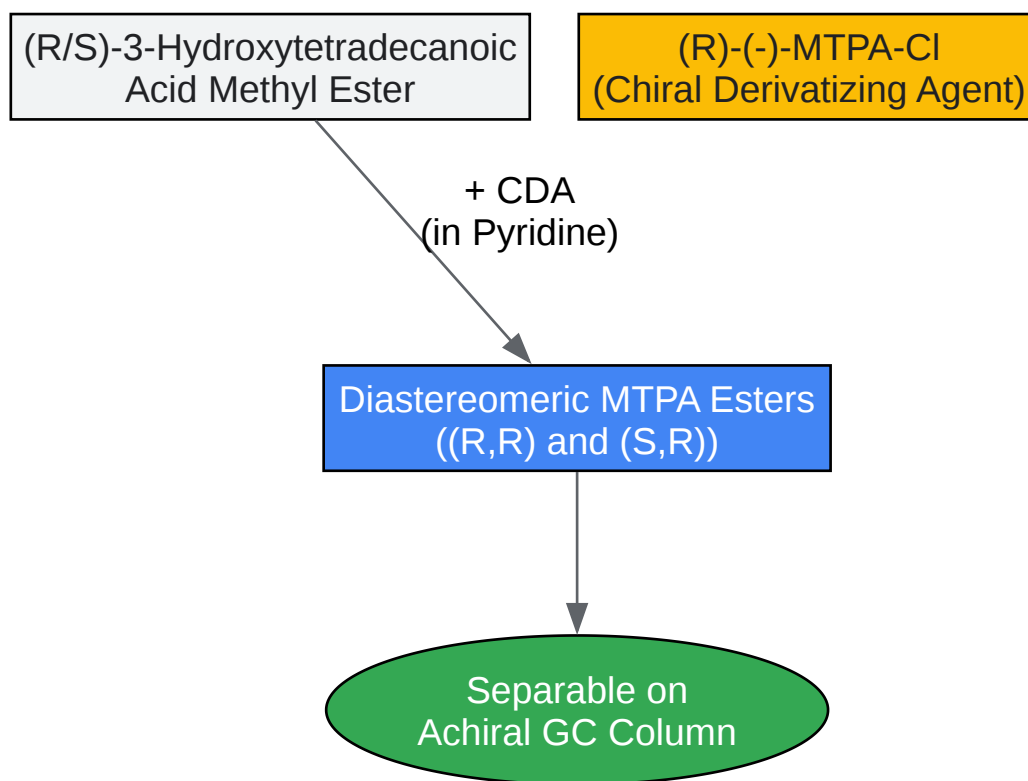 (R/S)-3-Hydroxytetradecanoic
Acid Methyl Ester
(R)-(-)-MTPA-Cl
(Chiral Derivatizing Agent)
+ CDA
(in Pyridine)
Diastereomeric MTPA Esters
((R,R) and (S,R))
Separable on
Achiral GC Column